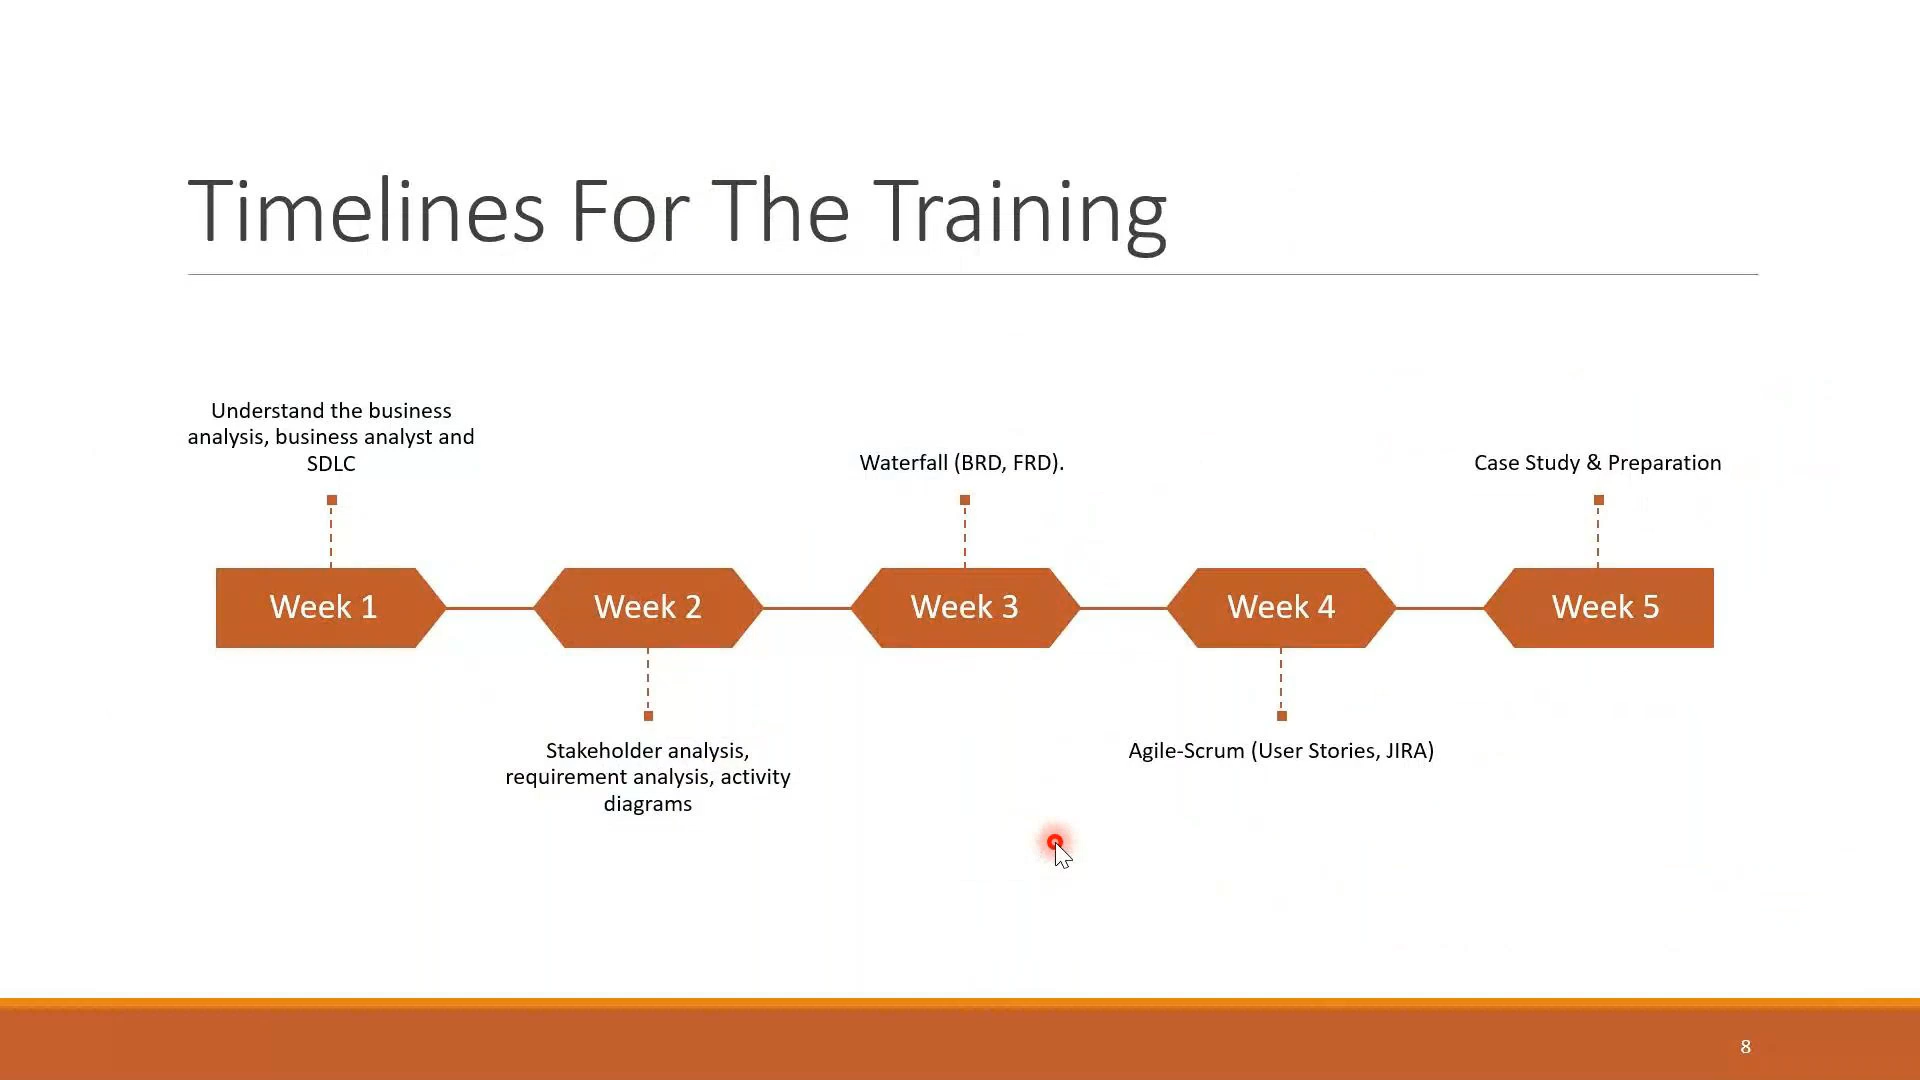 Timelines For The Training
Understand the business
analysis, business analyst and
SDLC
Waterfall (BRD, FRD).
Case Study & Preparation
Week 1
Week 2
Week 3
Week 4
Week 5
Stakeholder analysis,
requirement analysis, activity
diagrams
Agile-Scrum (User Stories, JIRA)
8